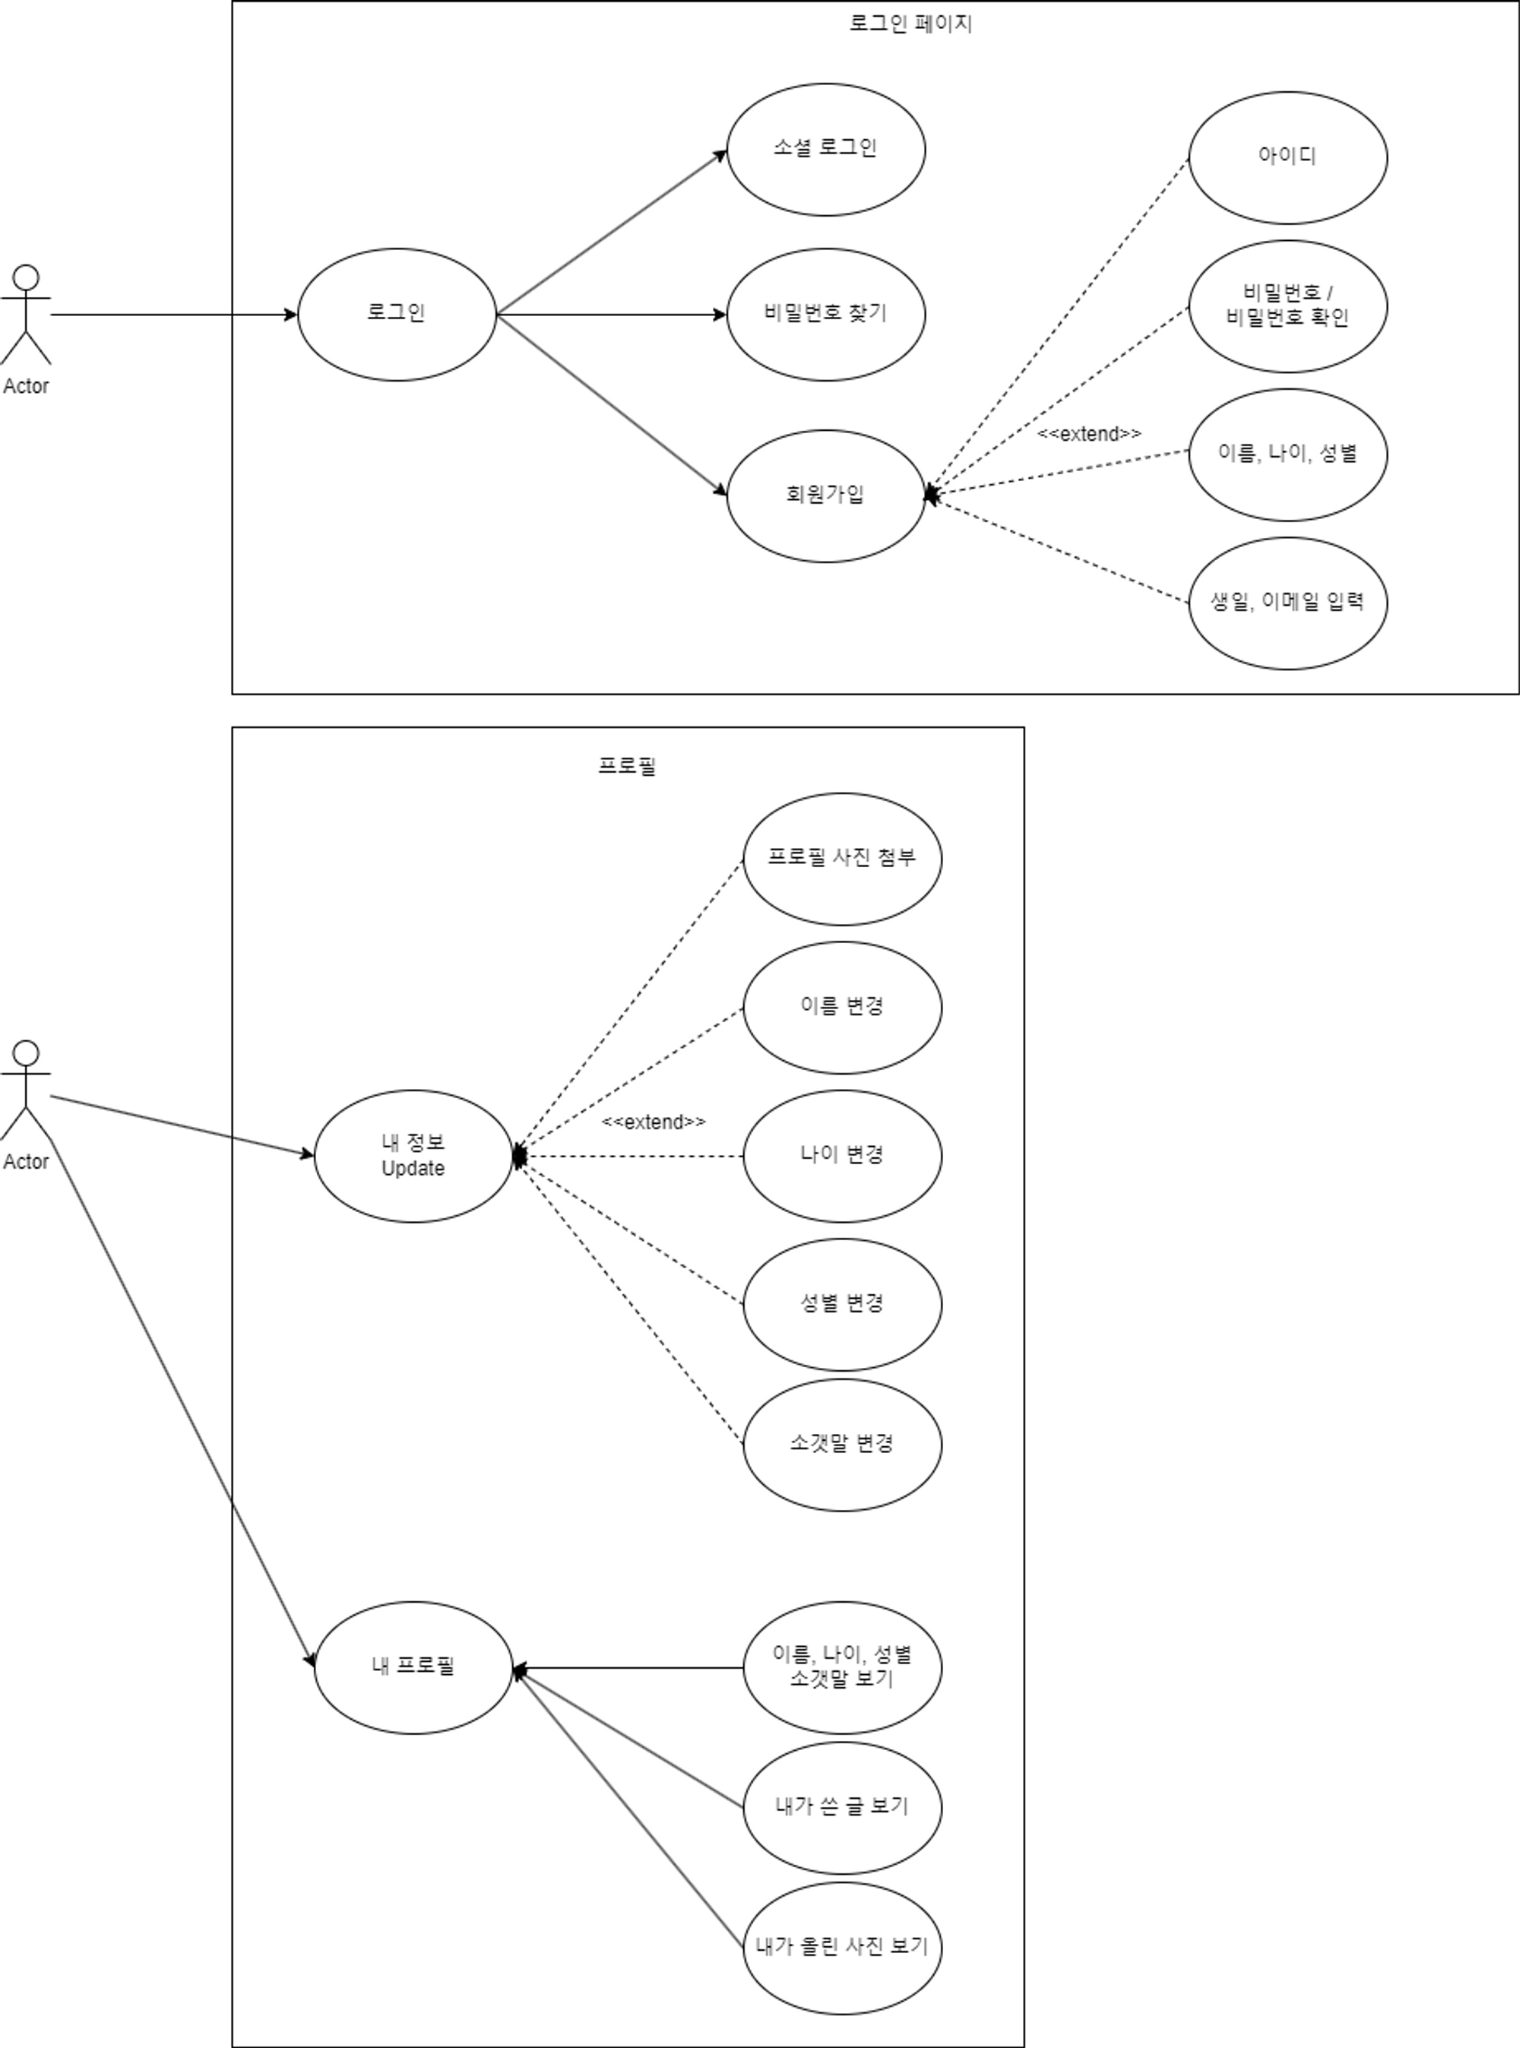 로그인 페이지
소셜 로그인
아이디
Actor
로그인
비밀번호 찾기
비밀번호 /
비밀번호 확인
<<extend>>
이름, 나이, 성별
회원가입
생일, 이메일 입력
프로필
프로필 사진 첨부
이름 변경
<<extend>>
Actor
내 정보
Update
나이 변경
성별 변경
소갯말 변경
내 프로필
이름, 나이, 성별
소갯말 보기
내가 쓴 글 보기
내가 올린 사진 보기